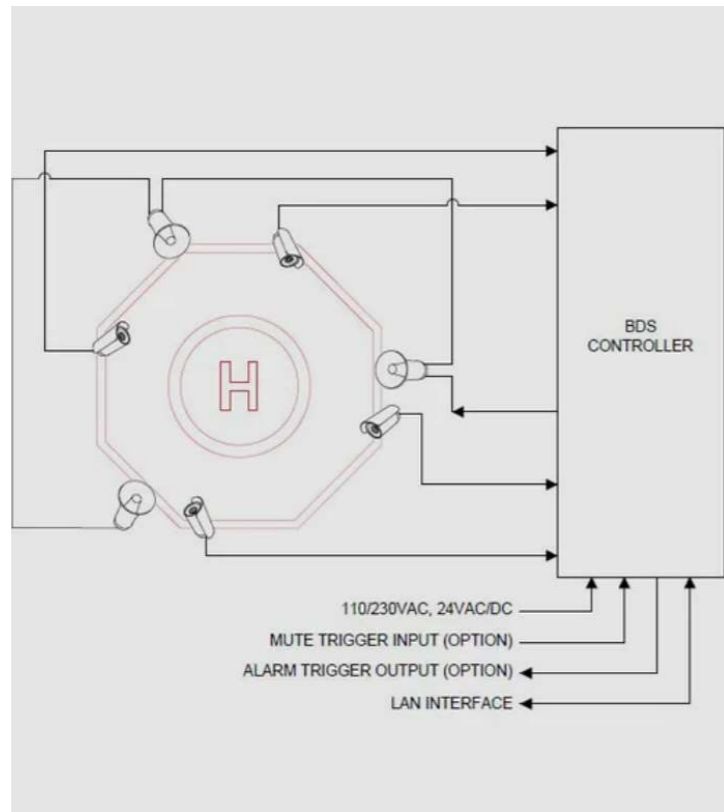 BDS
CONTROLLER
H
110/230VAC, 24VAC/DC
MUTE TRIGGER INPUT (OPTION)
ALARM TRIGGER OUTPUT (OPTION)
LAN INTERFACE